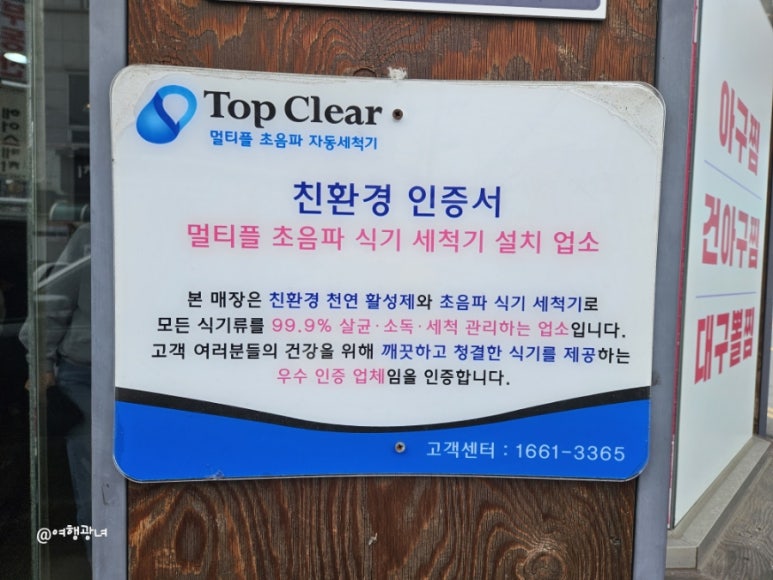 Top Clear
멀티플 초음파 자동세척기
친환경 인증서
멀티플 초음파 식기 세척기 설치 업소
본 매장은 친환경 천연 활성제와 초음파 식기 세척기로
모든 식기류를 99.9% 살균·소독·세척 관리하는 업소입니다.
고객 여러분들의 건강을 위해 깨끗하고 청결한 식기를 제공하는
우수 인증 업체임을 인증합니다.
고객센터 : 1661-3365
아구찜
건아구찜
대구뽈찜
@여행광녀